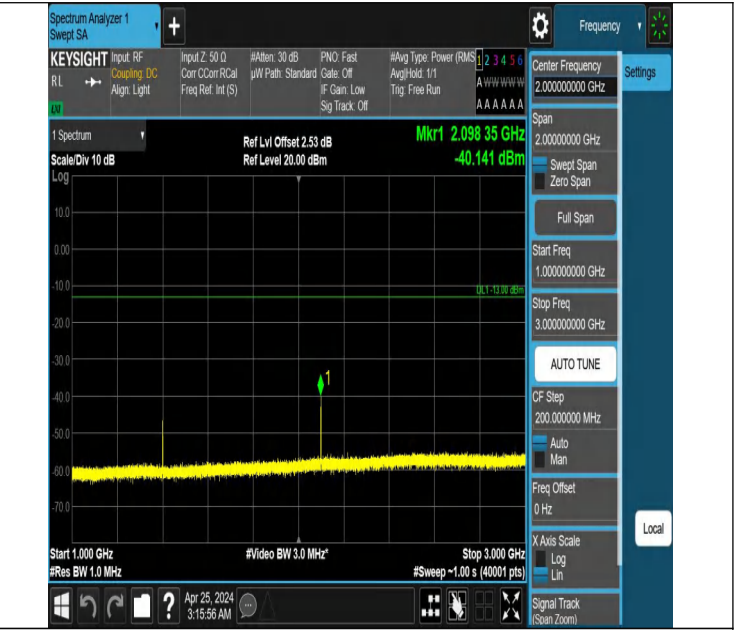 Spectrum Analyzer 1
Swept SA
+
Frequency
KEYSIGHT
RL
Input: RF
Coupling: DC
Align: Light
Input Z: 50 Ω
Corr CCorr RCal
Freq Ref: Int (S)
#Atten: 30 dB
µW Path: Standard
PNO: Fast
Gate: Off
IF Gain: Low
Sig Track: Off
#Avg Type: Power (RMS
Avg|Hold: 1/1
Trig: Free Run
1 2 3 4 5 6
A W W W W W
A A A A A A
1 Spectrum
Scale/Div 10 dB
Log
Ref Lvl Offset 2.53 dB
Ref Level 20.00 dBm
Mkr1 2.098 35 GHz
-40.141 dBm
10.0
0.00
-10.0
DL1 -13.00 dBm
-20.0
-30.0
1
-40.0
-50.0
-60.0
-70.0
Start 1.000 GHz
#Res BW 1.0 MHz
#Video BW 3.0 MHz*
Stop 3.000 GHz
#Sweep ~1.00 s (40001 pts)
Center Frequency
2.00000000 GHz
Settings
Span
2.00000000 GHz
Swept Span
Zero Span
Full Span
Start Freq
1.000000000 GHz
Stop Freq
3.000000000 GHz
AUTO TUNE
CF Step
200.000000 MHz
Auto
Man
Freq Offset
0 Hz
X Axis Scale
Log
Lin
Local
Signal Track
(Span Zoom)
?
Apr 25, 2024
3:15:56 AM